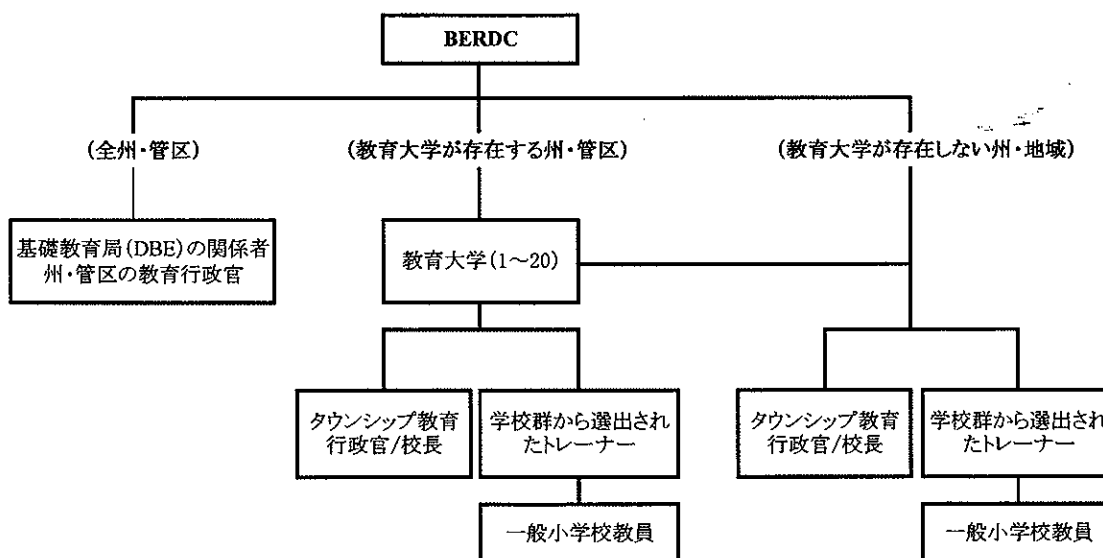 BERDC
(全州・管区)
(教育大学が存在する州・管区)
(教育大学が存在しない州・地域)
基礎教育局(DBE)の関係者
州・管区の教育行政官
教育大学(1～20)
タウンシップ教育
行政官/校長
学校群から選出され
たトレーナー
一般小学校教員
タウンシップ教育
行政官/校長
学校群から選出され
たトレーナー
一般小学校教員